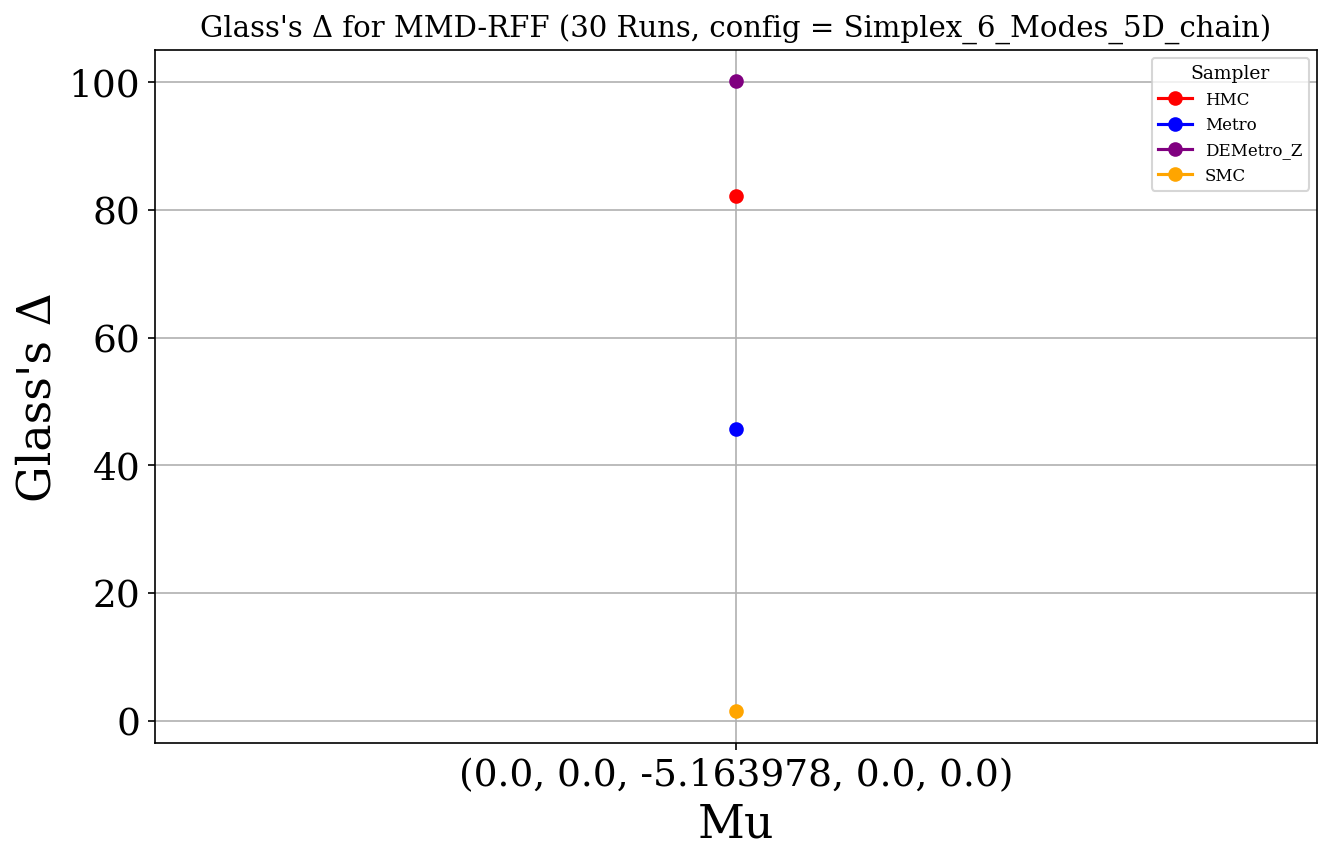 Glass's Δ for MMD-RFF (30 Runs, config = Simplex_6_Modes_5D_chain)
Sampler
HMC
Metro
DEMetro_Z
SMC
100
80
60
40
20
0
Glass's Δ
(0.0, 0.0, -5.163978, 0.0, 0.0)
Mu